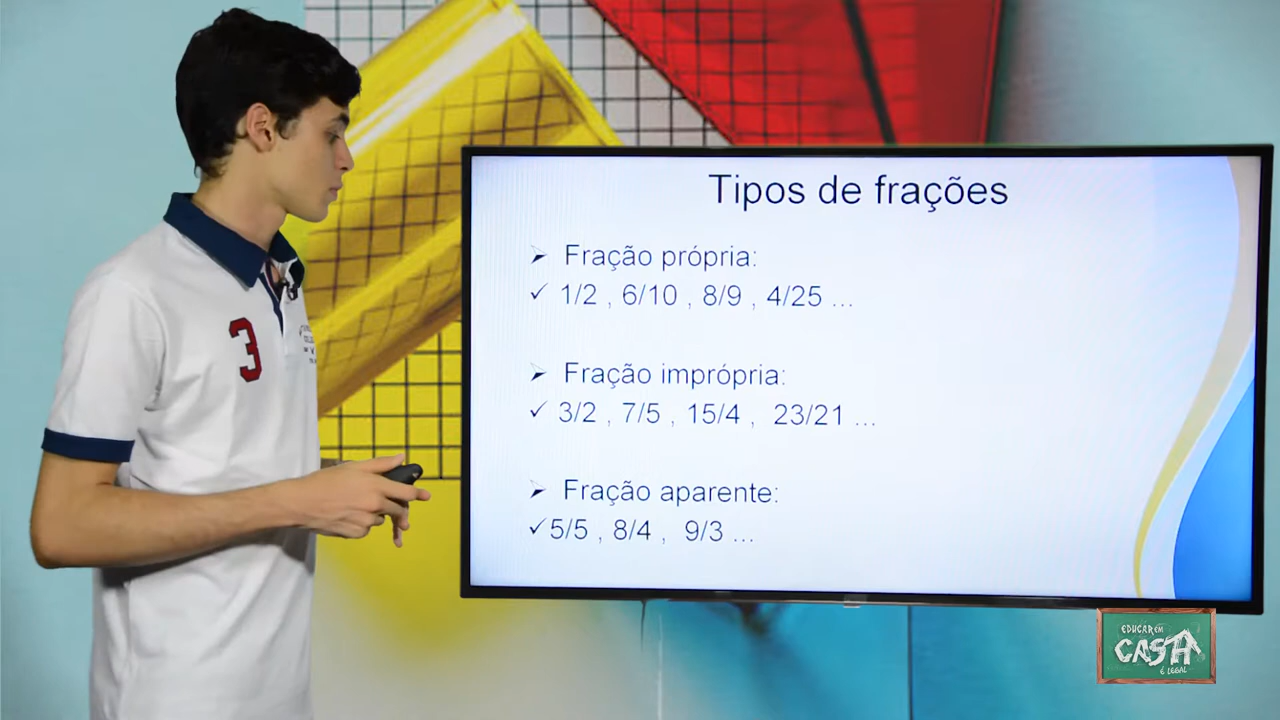 Tipos de frações
➢ Fração própria:
✓ 1/2 , 6/10 , 8/9 , 4/25 ...
➢ Fração imprópria:
✓ 3/2 , 7/5 , 15/4 , 23/21 ...
➢ Fração aparente:
✓ 5/5 , 8/4 , 9/3 ...
3
EDUCAR EM
CASA
É LEGAL